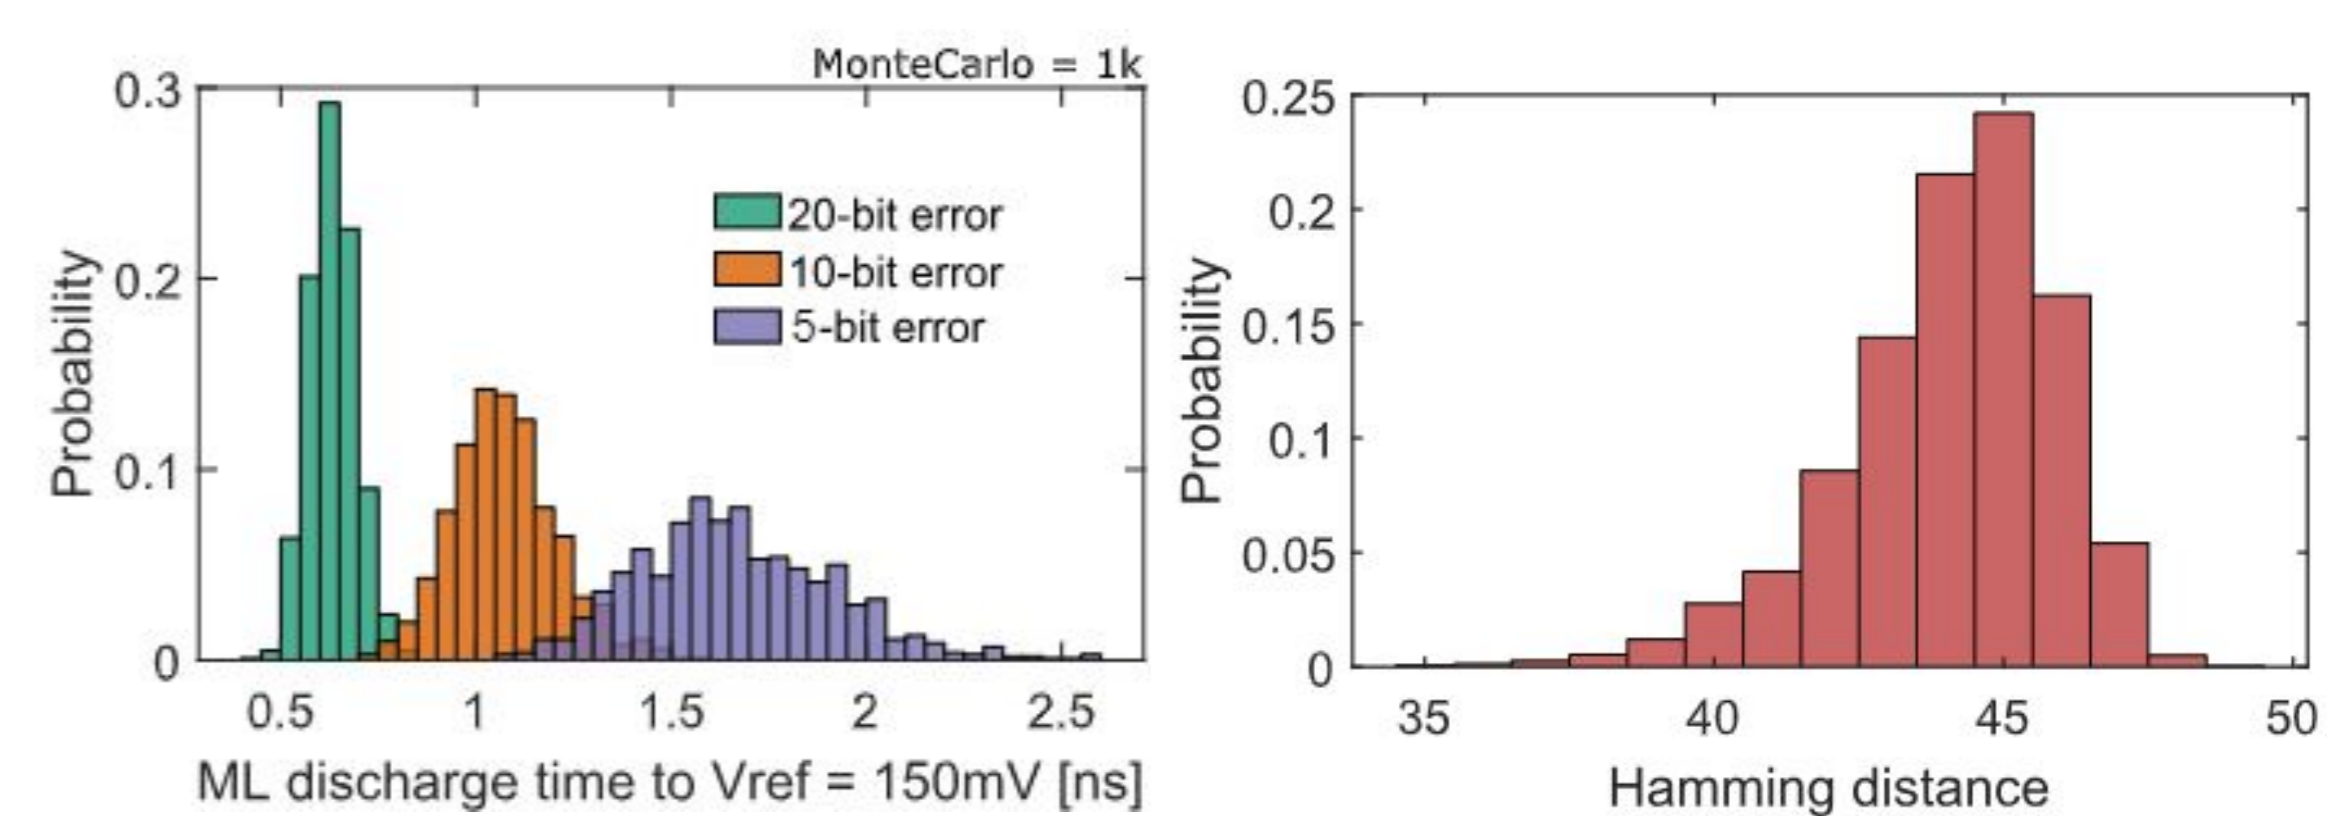 MonteCarlo = 1k
0.3
0.2
0.1
0
Probability
20-bit error
10-bit error
5-bit error
0.5 1 1.5 2 2.5
ML discharge time to Vref = 150mV [ns]
0.25
0.2
0.15
0.1
0.05
0
Probability
35 40 45 50
Hamming distance